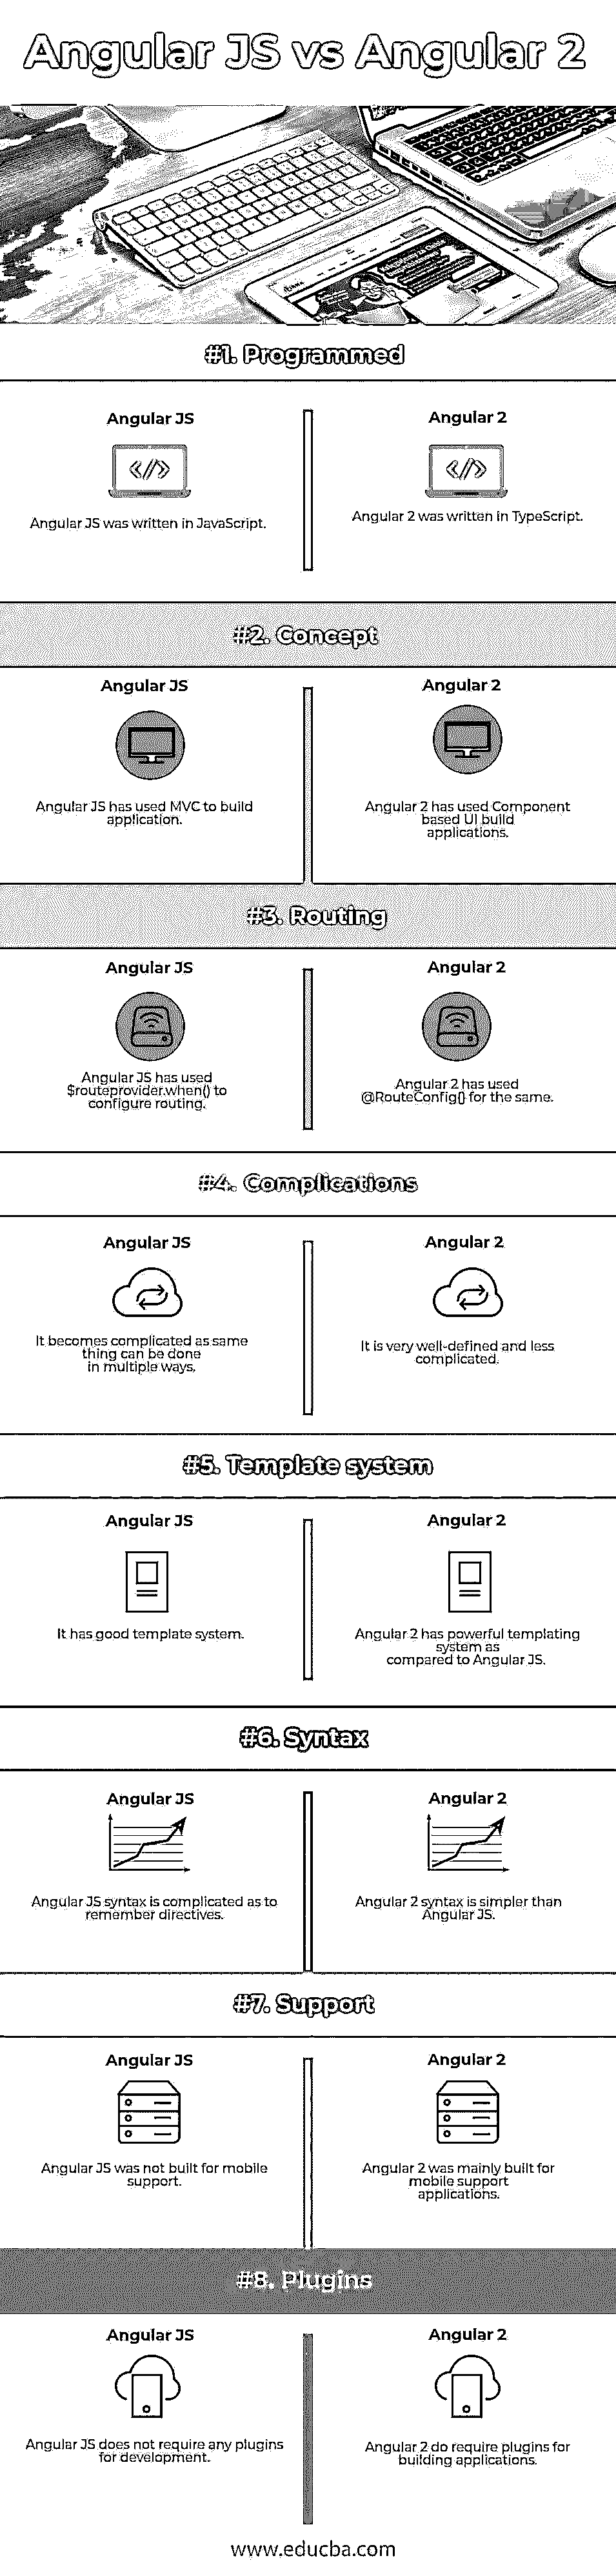 Angular JS vs Angular 2
#1. Programmed
Angular JS
Angular JS was written in JavaScript.
Angular 2
Angular 2 was written in TypeScript.
#2. Concept
Angular JS
Angular JS has used MVC to build
application.
Angular 2
Angular 2 has used Component
based UI build
applications.
#3. Routing
Angular JS
Angular JS has used
$routeprovider.when() to
configure routing.
Angular 2
Angular 2 has used
@RouteConfig{} for the same.
#4. Complications
Angular JS
It becomes complicated as same
thing can be done
in multiple ways.
Angular 2
It is very well-defined and less
complicated.
#5. Template system
Angular JS
It has good template system.
Angular 2
Angular 2 has powerful templating
system as
compared to Angular JS.
#6. Syntax
Angular JS
Angular JS syntax is complicated as to
remember directives.
Angular 2
Angular 2 syntax is simpler than
Angular JS.
#7. Support
Angular JS
Angular JS was not built for mobile
support.
Angular 2
Angular 2 was mainly built for
mobile support
applications.
#8. Plugins
Angular JS
Angular JS does not require any plugins
for development.
Angular 2
Angular 2 do require plugins for
building applications.
www.educba.com